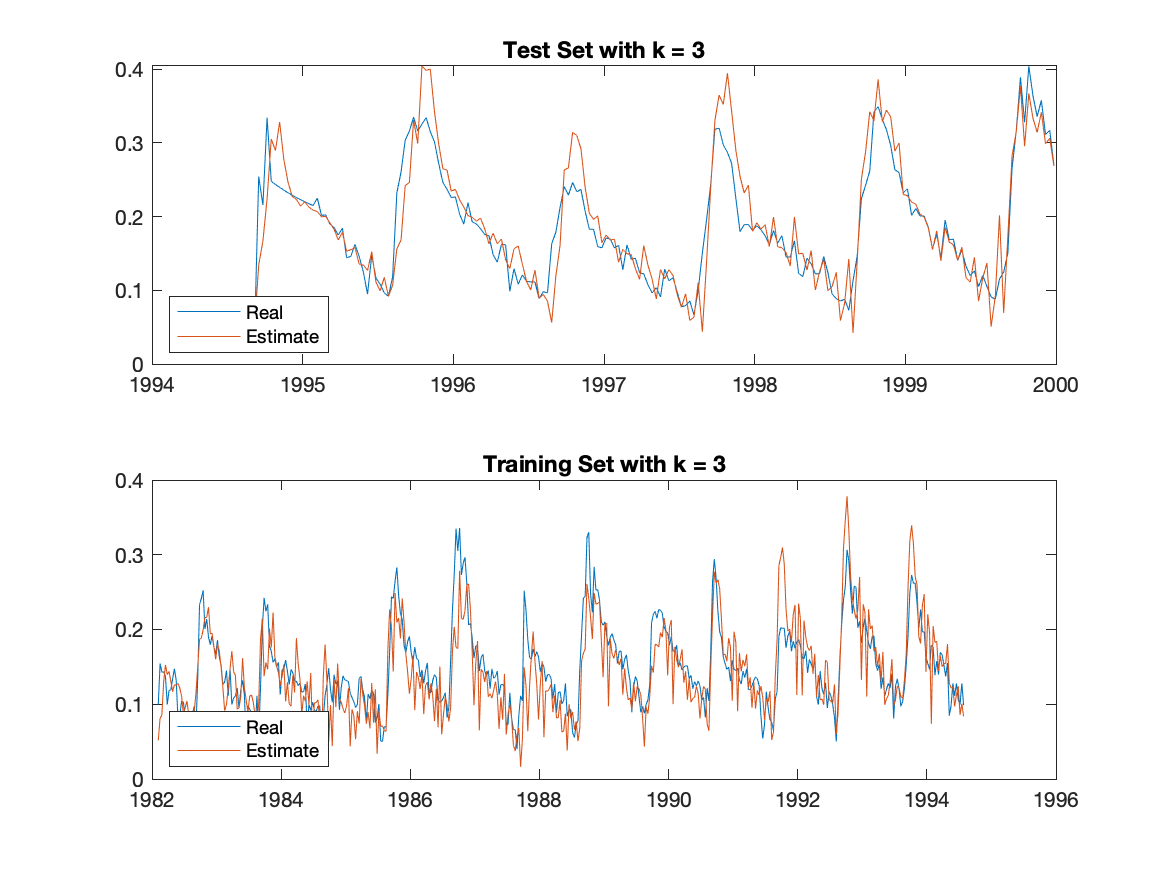 Test Set with k = 3
0.4
0.3
0.2
0.1
0
Real
Estimate
1994 1995 1996 1997 1998 1999 2000
Training Set with k = 3
0.4
0.3
0.2
0.1
0
Real
Estimate
1982 1984 1986 1988 1990 1992 1994 1996